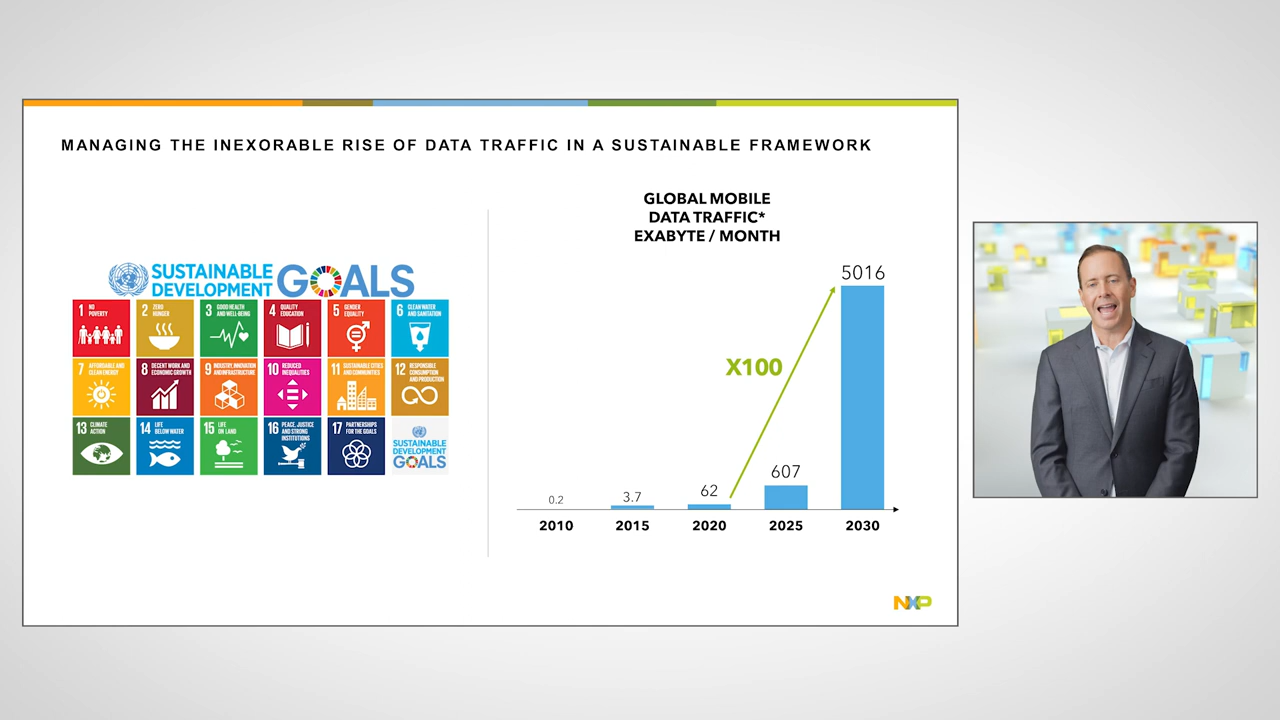 MANAGING THE INEXORABLE RISE OF DATA TRAFFIC IN A SUSTAINABLE FRAMEWORK
SUSTAINABLE
DEVELOPMENT
GOALS
1 NO
POVERTY
2 ZERO
HUNGER
3 GOOD HEALTH
AND WELL-BEING
4 QUALITY
EDUCATION
5 GENDER
EQUALITY
6 CLEAN WATER
AND SANITATION
7 AFFORDABLE AND
CLEAN ENERGY
8 DECENT WORK AND
ECONOMIC GROWTH
9 INDUSTRY, INNOVATION
AND INFRASTRUCTURE
10 REDUCED
INEQUALITIES
11 SUSTAINABLE CITIES
AND COMMUNITIES
12 RESPONSIBLE
CONSUMPTION
AND PRODUCTION
13 CLIMATE
ACTION
14 LIFE
BELOW WATER
15 LIFE
ON LAND
16 PEACE, JUSTICE
AND STRONG
INSTITUTIONS
17 PARTNERSHIPS
FOR THE GOALS
SUSTAINABLE
DEVELOPMENT
GOALS
GLOBAL MOBILE
DATA TRAFFIC*
EXABYTE / MONTH
5016
X100
607
62
3.7
0.2
2010 2015 2020 2025 2030
NXP